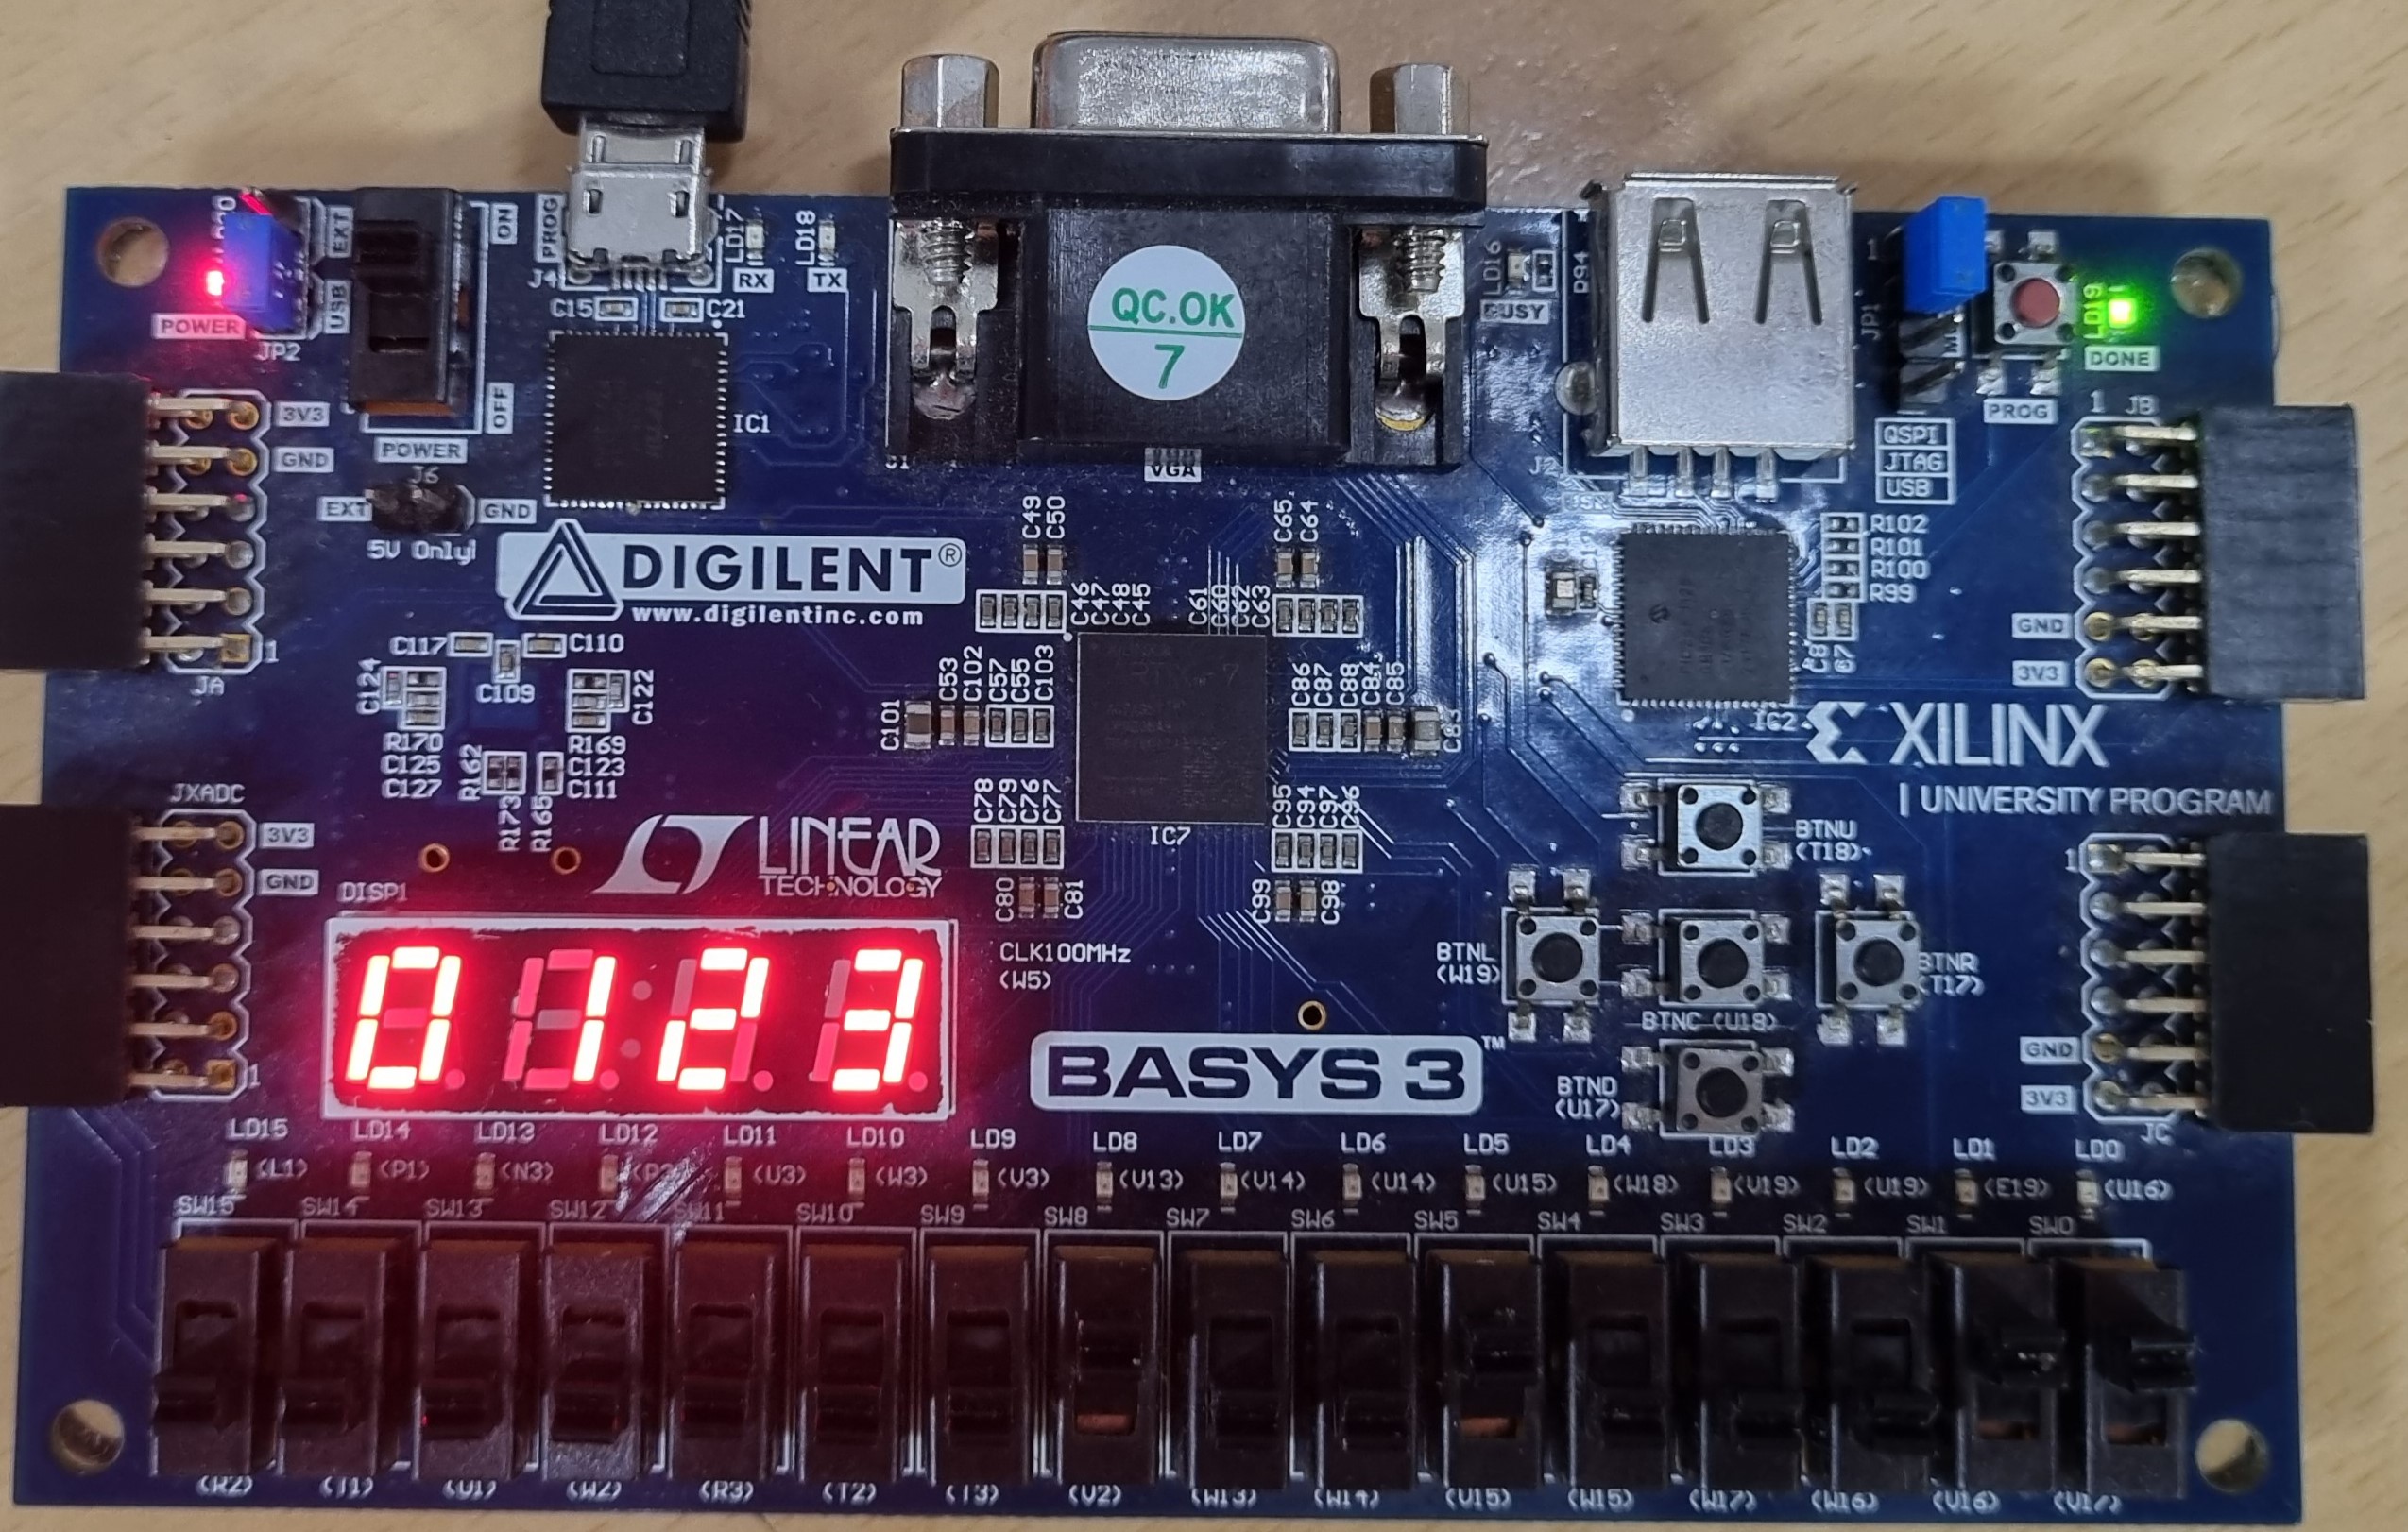 EXT
ON
PROG
LD17
LD18
LD16
R94
1
LD19
USB
J4
RX
TX
QC.OK
7
BUSY
JP1
POWER
JP2
C15
C21
DONE
3V3
OFF
IC1
PROG
1
JB
GND
POWER
J6
VGA
J2
QSPI
JTAG
USB
EXT
GND
5V Only!
C49
C50
C65
C64
R102
R101
R100
R99
DIGILENT®
www.digilentinc.com
C46
C47
C48
C45
C61
C60
C62
C63
GND
3V3
1
JA
C117
C110
C109
C124
C122
C101
C53
C102
C57
C55
C103
C86
C87
C88
C84
C85
IC2
XILINX
UNIVERSITY PROGRAM
R170
C125
C127
R162
R169
C123
C111
R173
R165
C78
C79
C76
C77
IC7
C95
C94
C97
C96
JXADC
3V3
GND
LINEAR
TECHNOLOGY
C80
C81
C99
C98
BTNU
(T18)
1
DISP1
CLK100MHz
(W5)
BTNL
(W19)
BTNR
(T17)
BTNC (U18)
0123
1
BASYS 3™
BTND
(U17)
GND
3V3
JC
LD15
LD14
LD13
LD12
LD11
LD10
LD9
LD8
LD7
LD6
LD5
LD4
LD3
LD2
LD1
LD0
(L1)
(P1)
(N3)
(U3)
(W3)
(V3)
(V13)
(V14)
(U14)
(U15)
(W18)
(V19)
(U19)
(E19)
(U16)
SW15
SW14
SW13
SW12
SW11
SW10
SW9
SW8
SW7
SW6
SW5
SW4
SW3
SW2
SW1
SW0
(R2)
(T1)
(U1)
(W2)
(R3)
(T2)
(T3)
(V2)
(W13)
(W14)
(V15)
(W15)
(W17)
(W16)
(V16)
(V17)